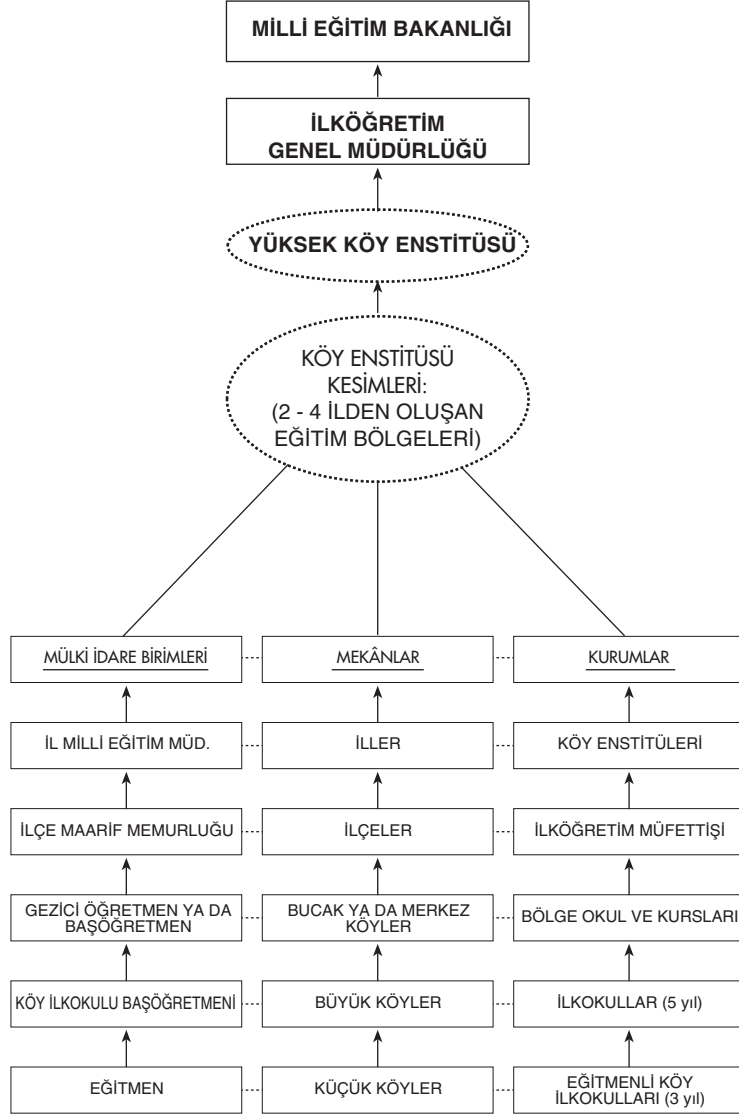 MİLLİ EĞİTİM BAKANLIĞI
İLKÖĞRETİM
GENEL MÜDÜRLÜĞÜ
YÜKSEK KÖY ENSTİTÜSÜ
KÖY ENSTİTÜSÜ
KESİMLERİ:
(2 - 4 İLDEN OLUŞAN
EĞİTİM BÖLGELERİ)
MÜLKİ İDARE BİRİMLERİ
MEKÂNLAR
KURUMLAR
İL MİLLİ EĞİTİM MÜD.
İLLER
KÖY ENSTİTÜLERİ
İLÇE MAARİF MEMURLUĞU
İLÇELER
İLKÖĞRETİM MÜFETTİŞİ
GEZİCİ ÖĞRETMEN YA DA
BAŞÖĞRETMEN
BUCAK YA DA MERKEZ
KÖYLER
BÖLGE OKUL VE KURSLARI
KÖY İLKOKULU BAŞÖĞRETMENİ
BÜYÜK KÖYLER
İLKOKULLAR (5 yıl)
EĞİTMEN
KÜÇÜK KÖYLER
EĞİTMENLİ KÖY
İLKOKULLARI (3 yıl)